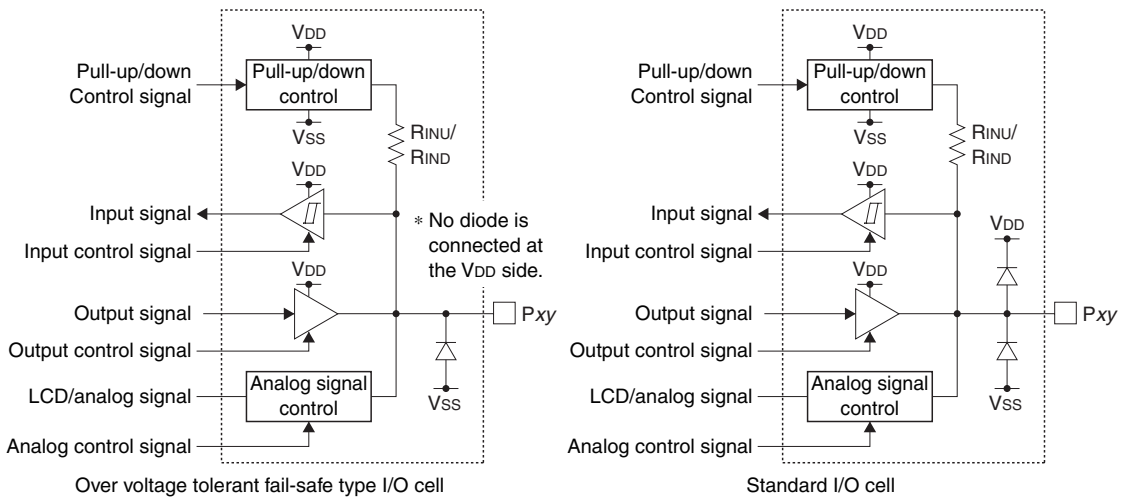 VDD
Pull-up/down
Control signal
Pull-up/down
control
VSS
RINU/
RIND
VDD
Input signal
Input control signal
* No diode is
connected at
the VDD side.
VDD
Output signal
Output control signal
Pxy
VSS
LCD/analog signal
Analog signal
control
Analog control signal
Over voltage tolerant fail-safe type I/O cell
VDD
Pull-up/down
Control signal
Pull-up/down
control
VSS
RINU/
RIND
VDD
Input signal
Input control signal
VDD
VDD
Output signal
Output control signal
Pxy
VSS
LCD/analog signal
Analog signal
control
Analog control signal
Standard I/O cell